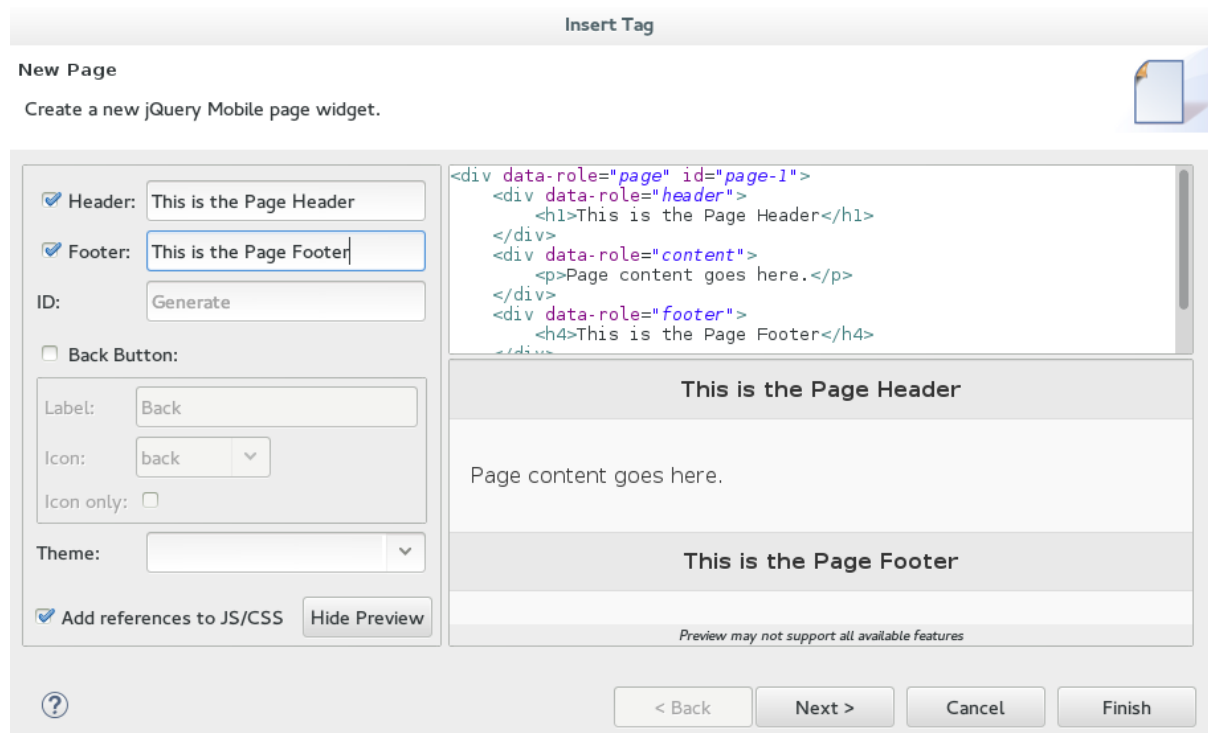 Insert Tag
New Page
Create a new jQuery Mobile page widget.
Header: This is the Page Header
Footer: This is the Page Footer
ID: Generate
Back Button:
Label: Back
Icon: back
Icon only:
Theme:
Add references to JS/CSS Hide Preview
<div data-role="page" id="page-1">
<div data-role="header">
<h1>This is the Page Header</h1>
</div>
<div data-role="content">
<p>Page content goes here.</p>
</div>
<div data-role="footer">
<h4>This is the Page Footer</h4>
</div>
This is the Page Header
Page content goes here.
This is the Page Footer
Preview may not support all available features
?
< Back Next > Cancel Finish